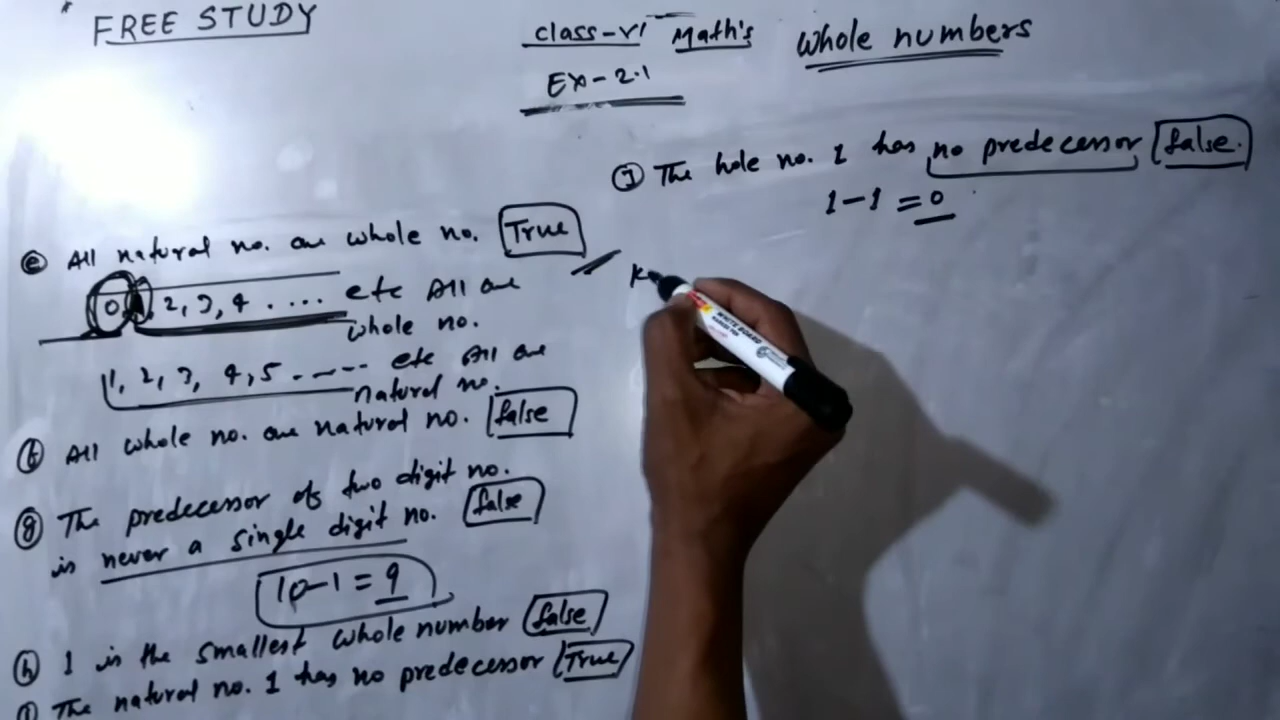 FREE STUDY
class-VI Math's Whole numbers
Ex-2.1
(e) All natural no. are whole no. True
0, 2, 3, 4 ..... etc All are
whole no.
1, 2, 3, 4, 5 ..---- etc All are
natural no.
(f) All whole no. are natural no. false
(g) The predecessor of two digit no.
is never a single digit no. false
10-1=9
(h) 1 is the smallest whole number false
The natural no. 1 has no predecessor True
(J) The hole no. 1 has no predecessor false.
1-1=0
K
WHITE BOARD